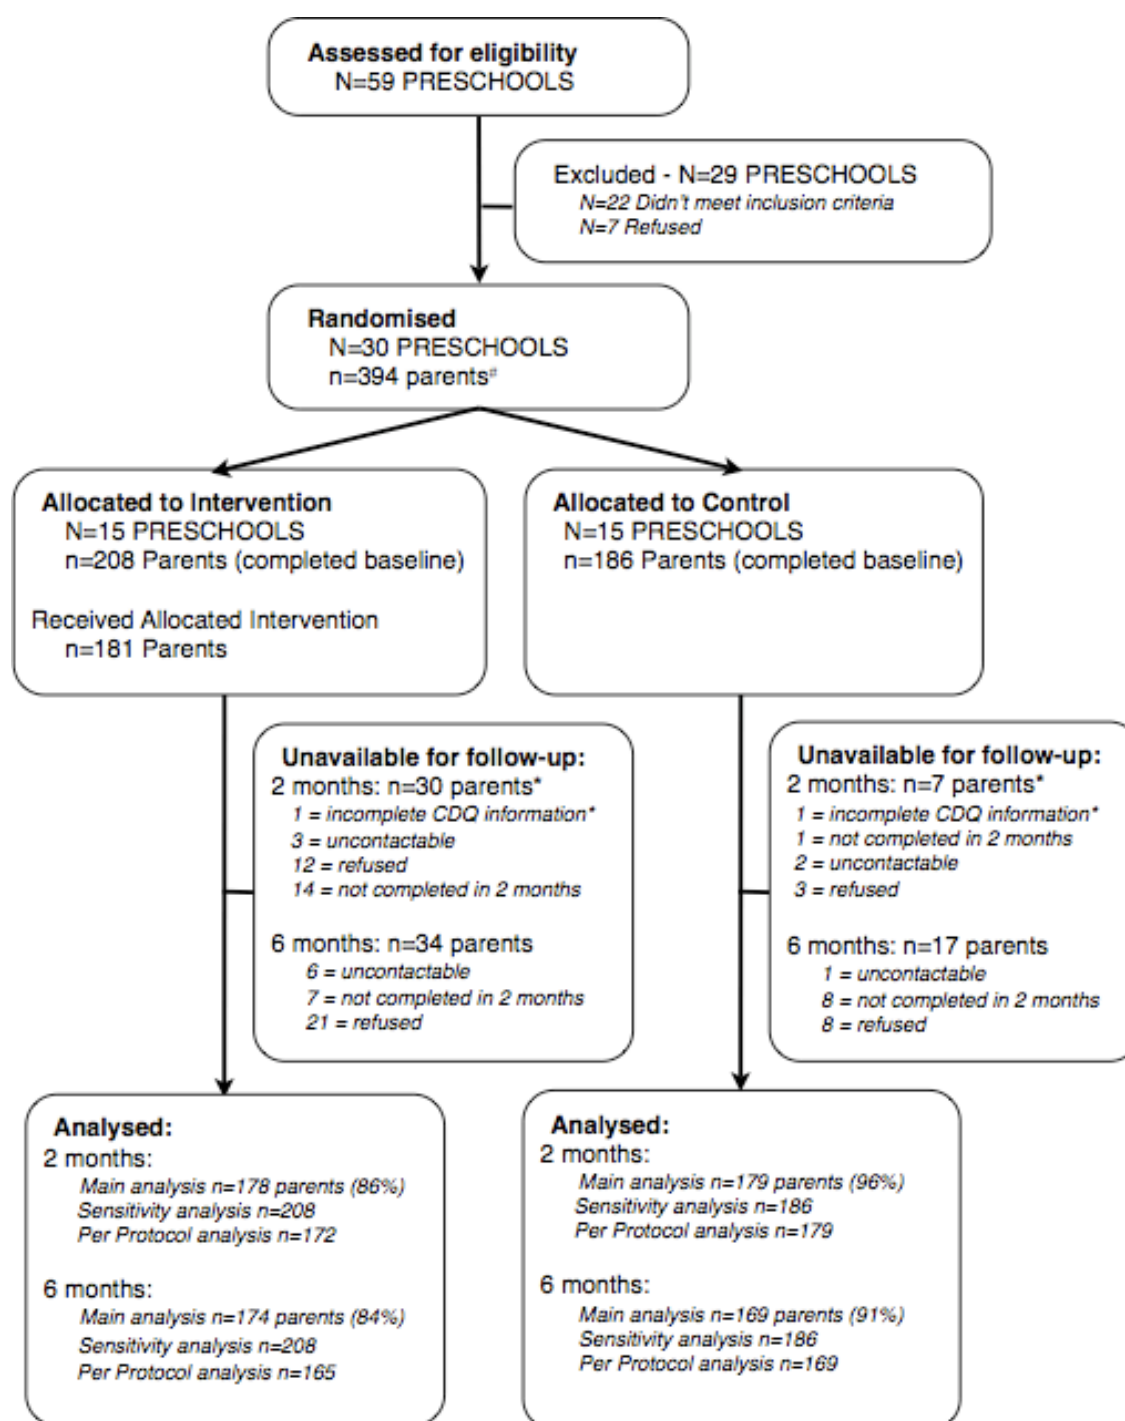 Assessed for eligibility
N=59 PRESCHOOLS
Excluded - N=29 PRESCHOOLS
N=22 Didn't meet inclusion criteria
N=7 Refused
Randomised
N=30 PRESCHOOLS
n=394 parents#
Allocated to Intervention
N=15 PRESCHOOLS
n=208 Parents (completed baseline)
Received Allocated Intervention
n=181 Parents
Allocated to Control
N=15 PRESCHOOLS
n=186 Parents (completed baseline)
Unavailable for follow-up:
2 months: n=30 parents*
1 = incomplete CDQ information*
3 = uncontactable
12 = refused
14 = not completed in 2 months
6 months: n=34 parents
6 = uncontactable
7 = not completed in 2 months
21 = refused
Unavailable for follow-up:
2 months: n=7 parents*
1 = incomplete CDQ information*
1 = not completed in 2 months
2 = uncontactable
3 = refused
6 months: n=17 parents
1 = uncontactable
8 = not completed in 2 months
8 = refused
Analysed:
2 months:
Main analysis n=178 parents (86%)
Sensitivity analysis n=208
Per Protocol analysis n=172
6 months:
Main analysis n=174 parents (84%)
Sensitivity analysis n=208
Per Protocol analysis n=165
Analysed:
2 months:
Main analysis n=179 parents (96%)
Sensitivity analysis n=186
Per Protocol analysis n=179
6 months:
Main analysis n=169 parents (91%)
Sensitivity analysis n=186
Per Protocol analysis n=169